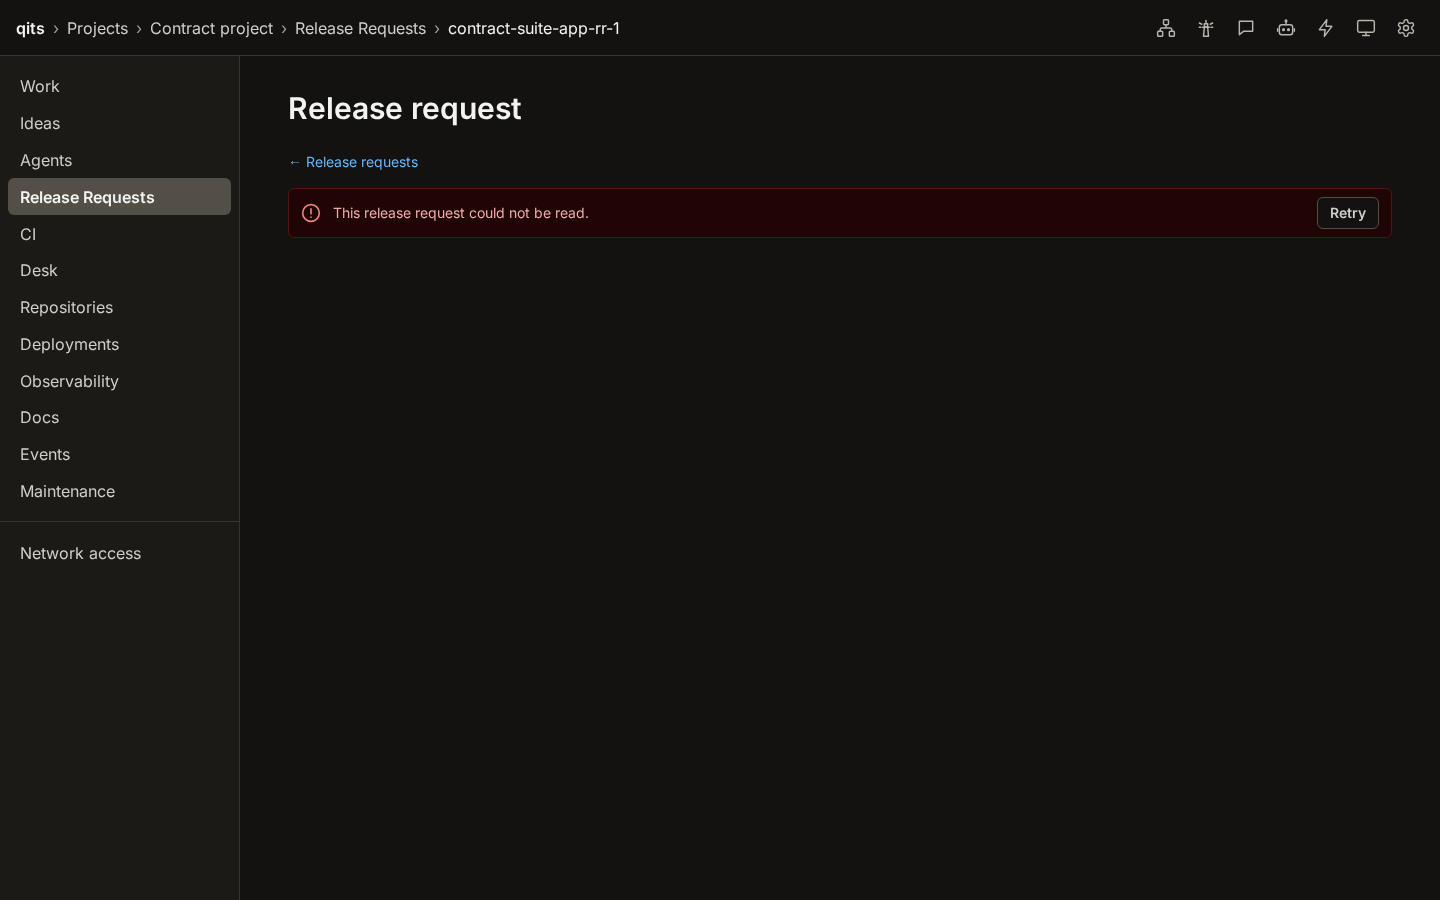 qits › Projects › Contract project › Release Requests › contract-suite-app-rr-1
Work
Ideas
Agents
Release Requests
CI
Desk
Repositories
Deployments
Observability
Docs
Events
Maintenance
Network access
Release request
← Release requests
This release request could not be read.
Retry